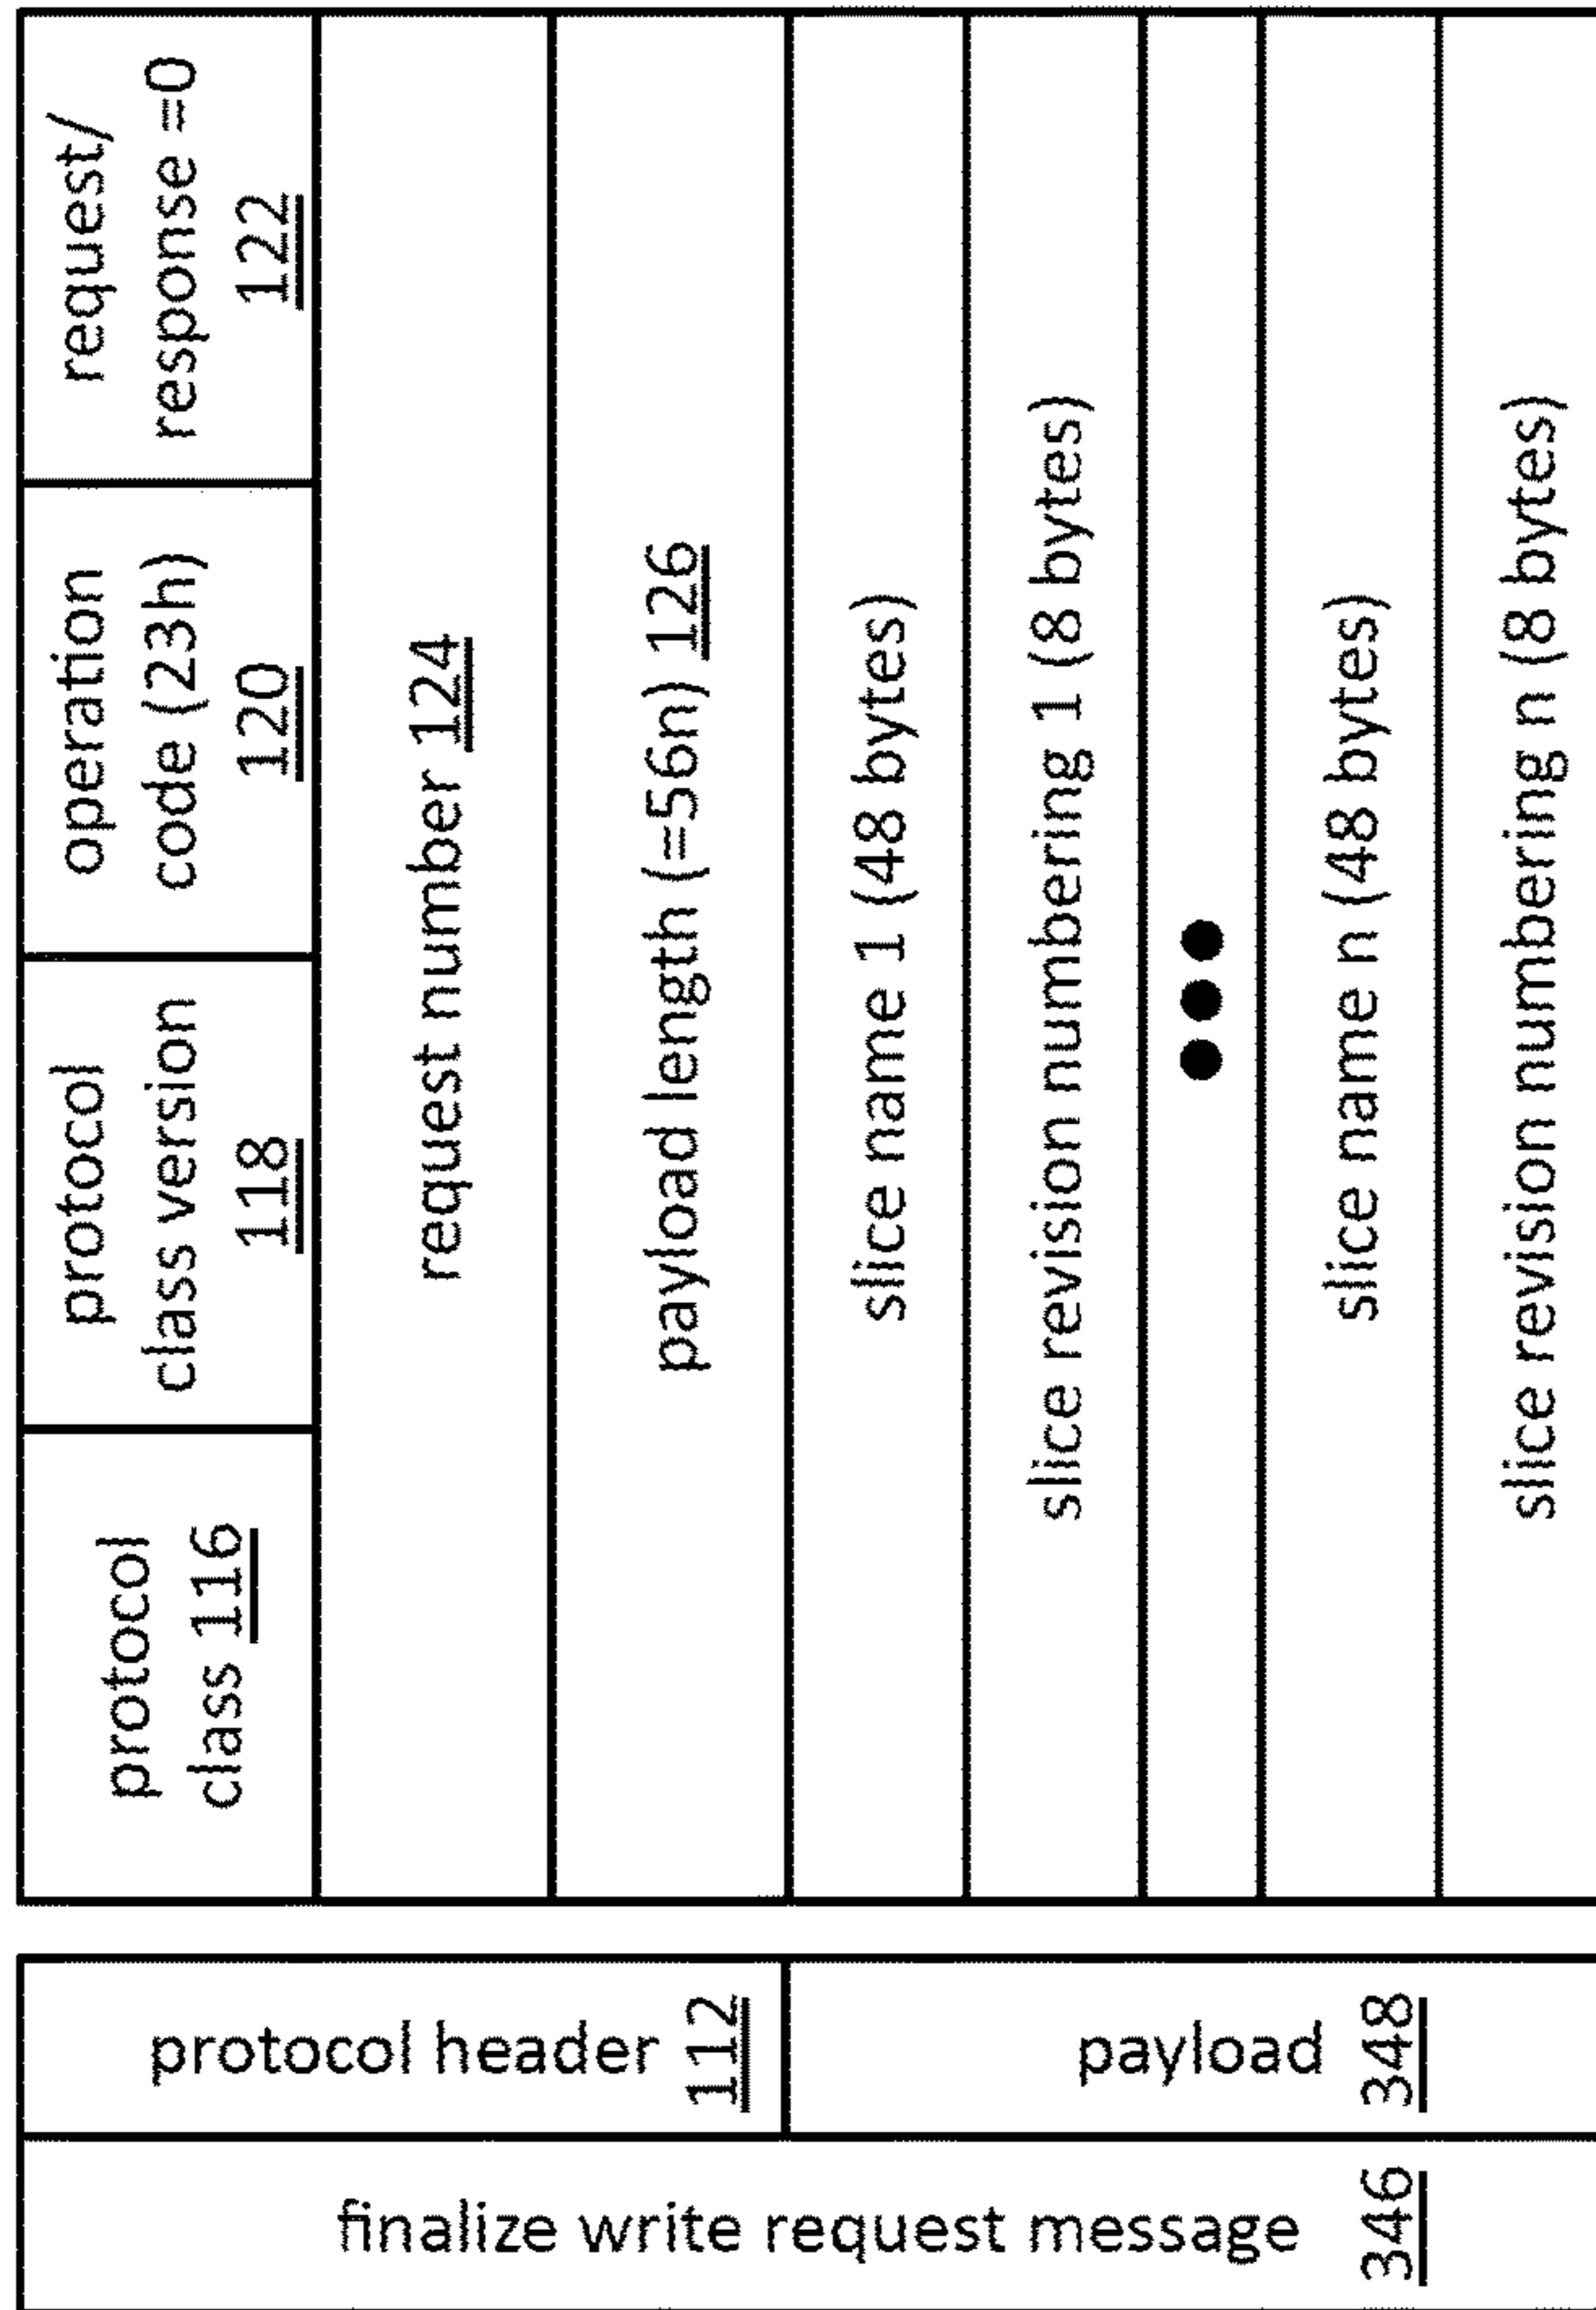 finalize write request message
346
protocol header 112
payload 348
protocol
class 116
protocol
class version
118
operation
code (23h)
120
request/
response =0
122
request number 124
payload length (=56n) 126
slice name 1 (48 bytes)
slice revision numbering 1 (8 bytes)
●●●
slice name n (48 bytes)
slice revision numbering n (8 bytes)